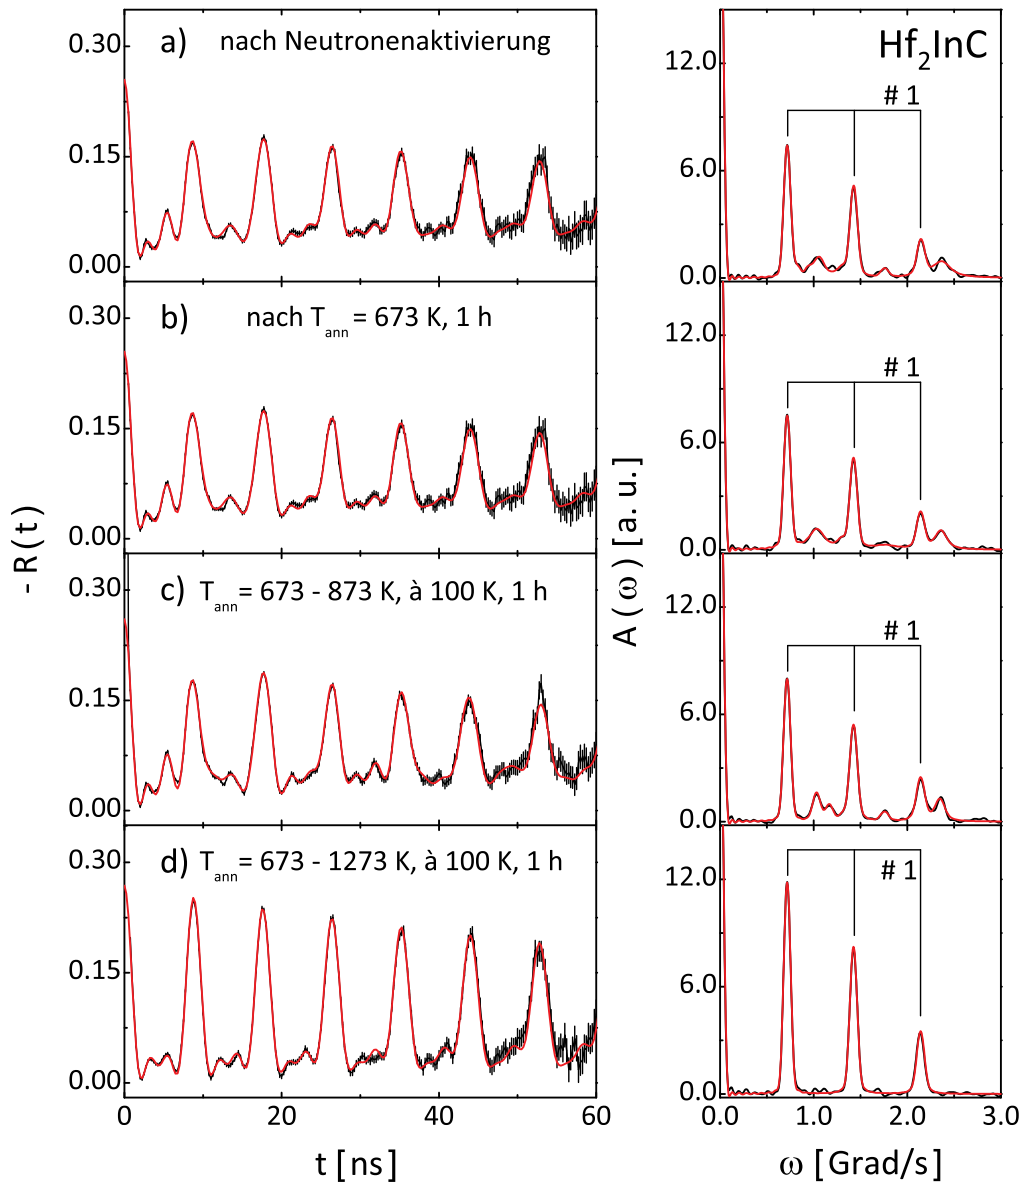 a) nach Neutronenaktivierung
0.30
0.15
0.00
Hf₂InC
# 1
12.0
6.0
0.0
b) nach T_ann = 673 K, 1 h
0.30
0.15
0.00
# 1
12.0
6.0
0.0
c) T_ann = 673 - 873 K, à 100 K, 1 h
0.30
0.15
0.00
# 1
12.0
6.0
0.0
d) T_ann = 673 - 1273 K, à 100 K, 1 h
0.30
0.15
0.00
# 1
12.0
6.0
0.0
- R(t)
A (ω) [a. u.]
0 20 40 60
0.0 1.0 2.0 3.0
t [ns]
ω [Grad/s]